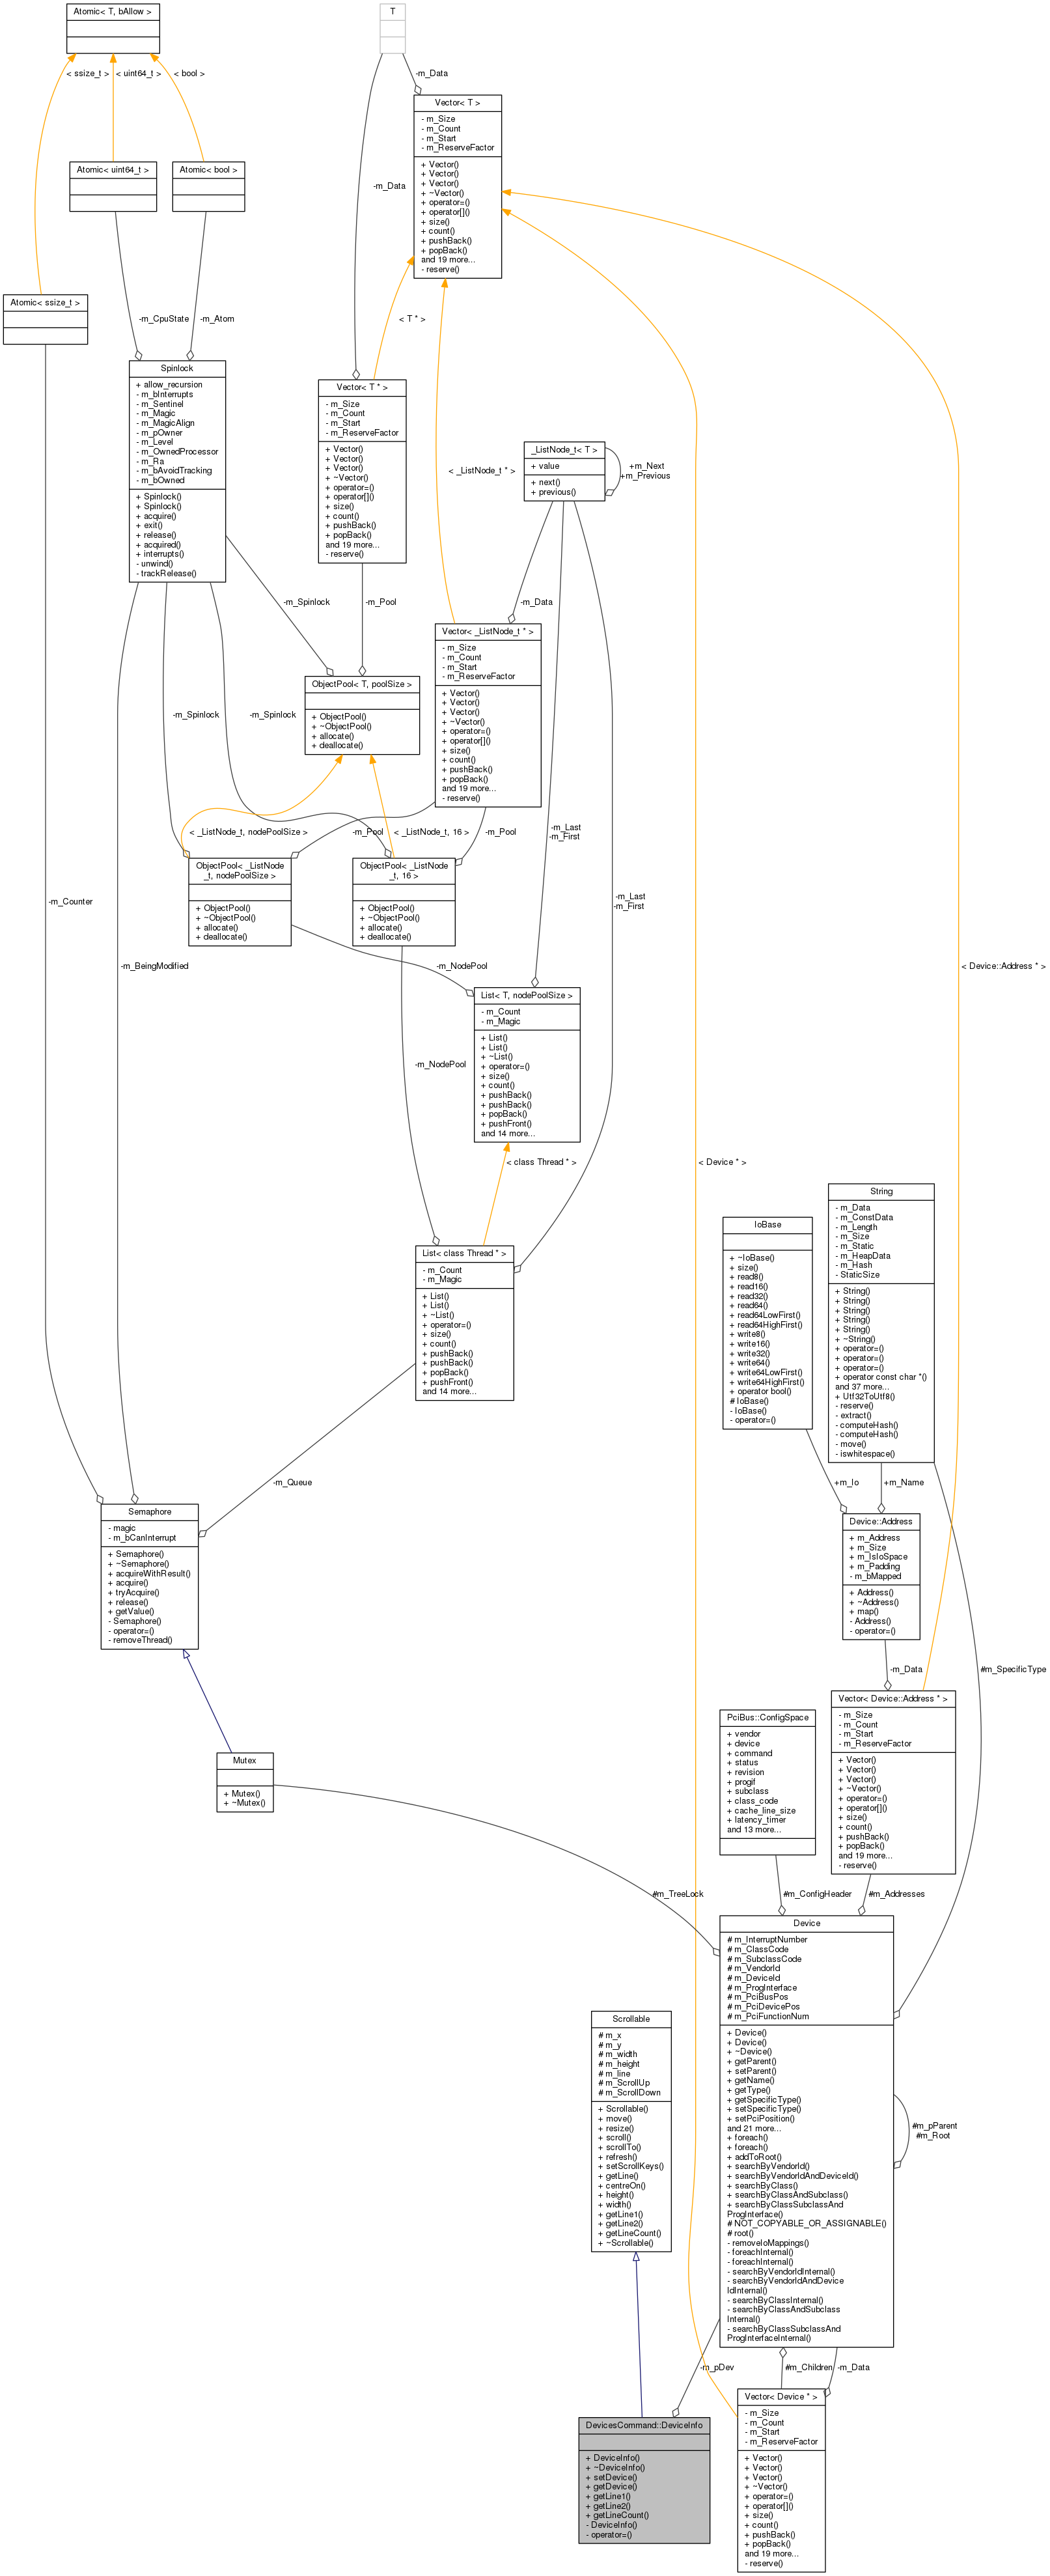 Atomic< T, bAllow >
T
< ssize_t >
< uint64_t >
< bool >
-m_Data
Vector< T >
- m_Size
- m_Count
- m_Start
- m_ReserveFactor
+ Vector()
+ Vector()
+ Vector()
+ ~Vector()
+ operator=()
+ operator[]()
+ size()
+ count()
+ pushBack()
+ popBack()
and 19 more...
- reserve()
Atomic< uint64_t >
Atomic< bool >
-m_Data
Atomic< ssize_t >
-m_CpuState
-m_Atom
< T * >
Spinlock
+ allow_recursion
- m_bInterrupts
- m_Sentinel
- m_Magic
- m_MagicAlign
- m_pOwner
- m_Level
- m_OwnedProcessor
- m_Ra
- m_bAvoidTracking
- m_bOwned
+ Spinlock()
+ Spinlock()
+ acquire()
+ exit()
+ release()
+ acquired()
+ interrupts()
- unwind()
- trackRelease()
Vector< T * >
- m_Size
- m_Count
- m_Start
- m_ReserveFactor
+ Vector()
+ Vector()
+ Vector()
+ ~Vector()
+ operator=()
+ operator[]()
+ size()
+ count()
+ pushBack()
+ popBack()
and 19 more...
- reserve()
< _ListNode_t * >
_ListNode_t< T >
+ value
+ next()
+ previous()
+m_Next
+m_Previous
-m_Spinlock
-m_Pool
-m_Data
Vector< _ListNode_t * >
- m_Size
- m_Count
- m_Start
- m_ReserveFactor
+ Vector()
+ Vector()
+ Vector()
+ ~Vector()
+ operator=()
+ operator[]()
+ size()
+ count()
+ pushBack()
+ popBack()
and 19 more...
- reserve()
ObjectPool< T, poolSize >
+ ObjectPool()
+ ~ObjectPool()
+ allocate()
+ deallocate()
-m_Spinlock
-m_Spinlock
< _ListNode_t, nodePoolSize >
-m_Pool
< _ListNode_t, 16 >
-m_Pool
-m_Last
-m_First
ObjectPool< _ListNode
_t, nodePoolSize >
+ ObjectPool()
+ ~ObjectPool()
+ allocate()
+ deallocate()
ObjectPool< _ListNode
_t, 16 >
+ ObjectPool()
+ ~ObjectPool()
+ allocate()
+ deallocate()
-m_Last
-m_First
-m_Counter
-m_BeingModified
-m_NodePool
< Device::Address * >
List< T, nodePoolSize >
- m_Count
- m_Magic
+ List()
+ List()
+ ~List()
+ operator=()
+ size()
+ count()
+ pushBack()
+ pushBack()
+ popBack()
+ pushFront()
and 14 more...
-m_NodePool
< class Thread * >
< Device * >
List< class Thread * >
- m_Count
- m_Magic
+ List()
+ List()
+ ~List()
+ operator=()
+ size()
+ count()
+ pushBack()
+ pushBack()
+ popBack()
+ pushFront()
and 14 more...
IoBase
+ ~IoBase()
+ size()
+ read8()
+ read16()
+ read32()
+ read64()
+ read64LowFirst()
+ read64HighFirst()
+ write8()
+ write16()
+ write32()
+ write64()
+ write64LowFirst()
+ write64HighFirst()
+ operator bool()
# IoBase()
- IoBase()
- operator=()
String
- m_Data
- m_ConstData
- m_Length
- m_Size
- m_Static
- m_HeapData
- m_Hash
- StaticSize
+ String()
+ String()
+ String()
+ String()
+ String()
+ ~String()
+ operator=()
+ operator=()
+ operator=()
+ operator const char *()
and 37 more...
+ Utf32ToUtf8()
- reserve()
- extract()
- computeHash()
- computeHash()
- move()
- iswhitespace()
-m_Queue
+m_Io
+m_Name
Semaphore
- magic
- m_bCanInterrupt
+ Semaphore()
+ ~Semaphore()
+ acquireWithResult()
+ acquire()
+ tryAcquire()
+ release()
+ getValue()
- Semaphore()
- operator=()
- removeThread()
Device::Address
+ m_Address
+ m_Size
+ m_IsIoSpace
+ m_Padding
- m_bMapped
+ Address()
+ ~Address()
+ map()
- Address()
- operator=()
-m_Data
#m_SpecificType
Vector< Device::Address * >
- m_Size
- m_Count
- m_Start
- m_ReserveFactor
+ Vector()
+ Vector()
+ Vector()
+ ~Vector()
+ operator=()
+ operator[]()
+ size()
+ count()
+ pushBack()
+ popBack()
and 19 more...
- reserve()
PciBus::ConfigSpace
+ vendor
+ device
+ command
+ status
+ revision
+ progif
+ subclass
+ class_code
+ cache_line_size
+ latency_timer
and 13 more...
Mutex
+ Mutex()
+ ~Mutex()
#m_TreeLock
#m_ConfigHeader
#m_Addresses
Device
# m_InterruptNumber
# m_ClassCode
# m_SubclassCode
# m_VendorId
# m_DeviceId
# m_ProgInterface
# m_PciBusPos
# m_PciDevicePos
# m_PciFunctionNum
+ Device()
+ Device()
+ ~Device()
+ getParent()
+ setParent()
+ getName()
+ getType()
+ getSpecificType()
+ setSpecificType()
+ setPciPosition()
and 21 more...
+ foreach()
+ foreach()
+ addToRoot()
+ searchByVendorId()
+ searchByVendorIdAndDeviceId()
+ searchByClass()
+ searchByClassAndSubclass()
+ searchByClassSubclassAnd
ProgInterface()
# NOT_COPYABLE_OR_ASSIGNABLE()
# root()
- removeIoMappings()
- foreachInternal()
- foreachInternal()
- searchByVendorIdInternal()
- searchByVendorIdAndDevice
IdInternal()
- searchByClassInternal()
- searchByClassAndSubclass
Internal()
- searchByClassSubclassAnd
ProgInterfaceInternal()
#m_pParent
#m_Root
Scrollable
# m_x
# m_y
# m_width
# m_height
# m_line
# m_ScrollUp
# m_ScrollDown
+ Scrollable()
+ move()
+ resize()
+ scroll()
+ scrollTo()
+ refresh()
+ setScrollKeys()
+ getLine()
+ centreOn()
+ height()
+ width()
+ getLine1()
+ getLine2()
+ getLineCount()
+ ~Scrollable()
-m_pDev
#m_Children
-m_Data
DevicesCommand::DeviceInfo
+ DeviceInfo()
+ ~DeviceInfo()
+ setDevice()
+ getDevice()
+ getLine1()
+ getLine2()
+ getLineCount()
- DeviceInfo()
- operator=()
Vector< Device * >
- m_Size
- m_Count
- m_Start
- m_ReserveFactor
+ Vector()
+ Vector()
+ Vector()
+ ~Vector()
+ operator=()
+ operator[]()
+ size()
+ count()
+ pushBack()
+ popBack()
and 19 more...
- reserve()